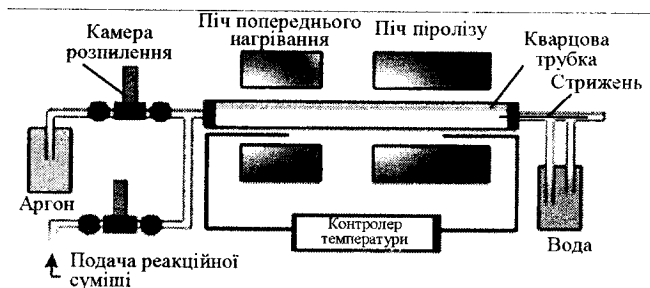 Піч попереднього
нагрівання
Піч піролізу
Камера
розпилення
Кварцова
трубка
Стрижень
Аргон
Контролер
температури
Вода
Подача реакційної
суміші